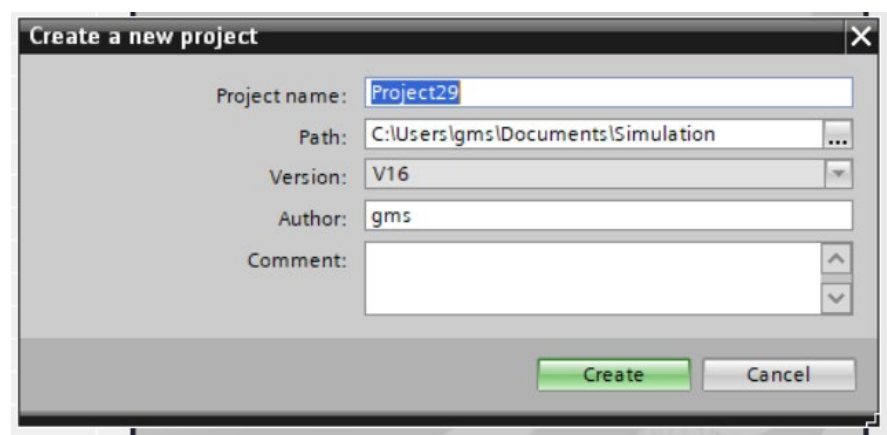 Create a new project
Project name: Project29
Path: C:\Users\gms\Documents\Simulation ...
Version: V16
Author: gms
Comment:
Create Cancel